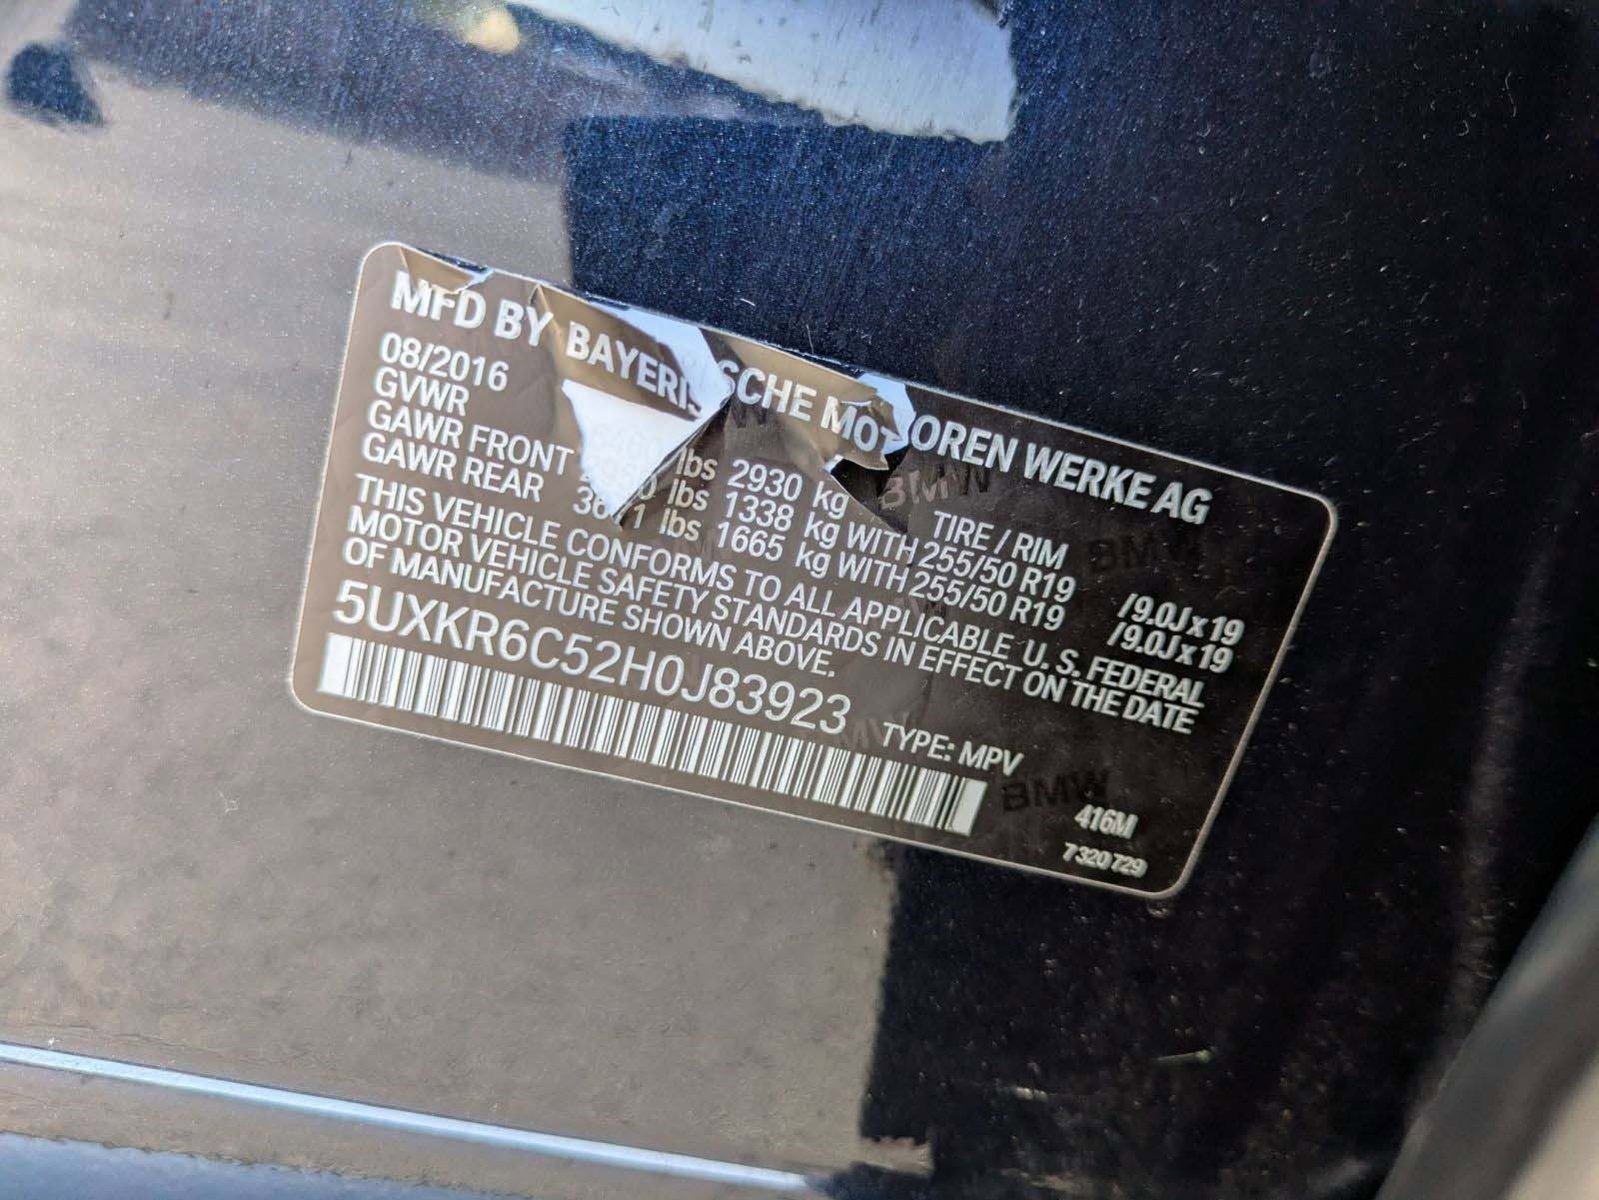 MFD BY BAYERISCHE MOTOREN WERKE AG
08/2016
GVWR lbs 2930 kg TIRE / RIM
GAWR FRONT lbs 1338 kg WITH 255/50 R19 /9.0J x 19
GAWR REAR lbs 1665 kg WITH 255/50 R19 /9.0J x 19
THIS VEHICLE CONFORMS TO ALL APPLICABLE U. S. FEDERAL
MOTOR VEHICLE SAFETY STANDARDS IN EFFECT ON THE DATE
OF MANUFACTURE SHOWN ABOVE.
5UXKR6C52H0J83923 TYPE: MPV
416M
7320729
BMW
BMW
BMW